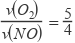 ν(O₂)/ν(NO) = 5/4